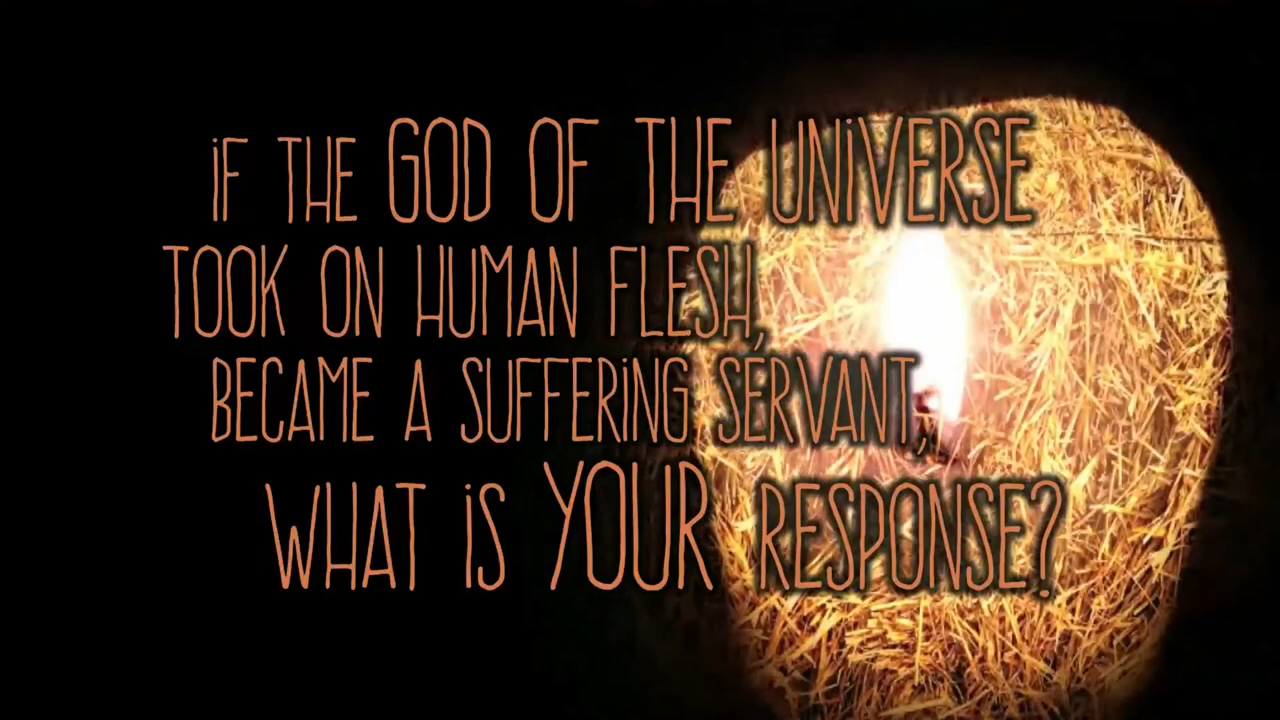 iF THE GOD OF THE UNiVERSE
TOOK ON HUMAN FLESH,
BECAME A SUFFERiNG SERVANT,
WHAT iS YOUR RESPONSE?